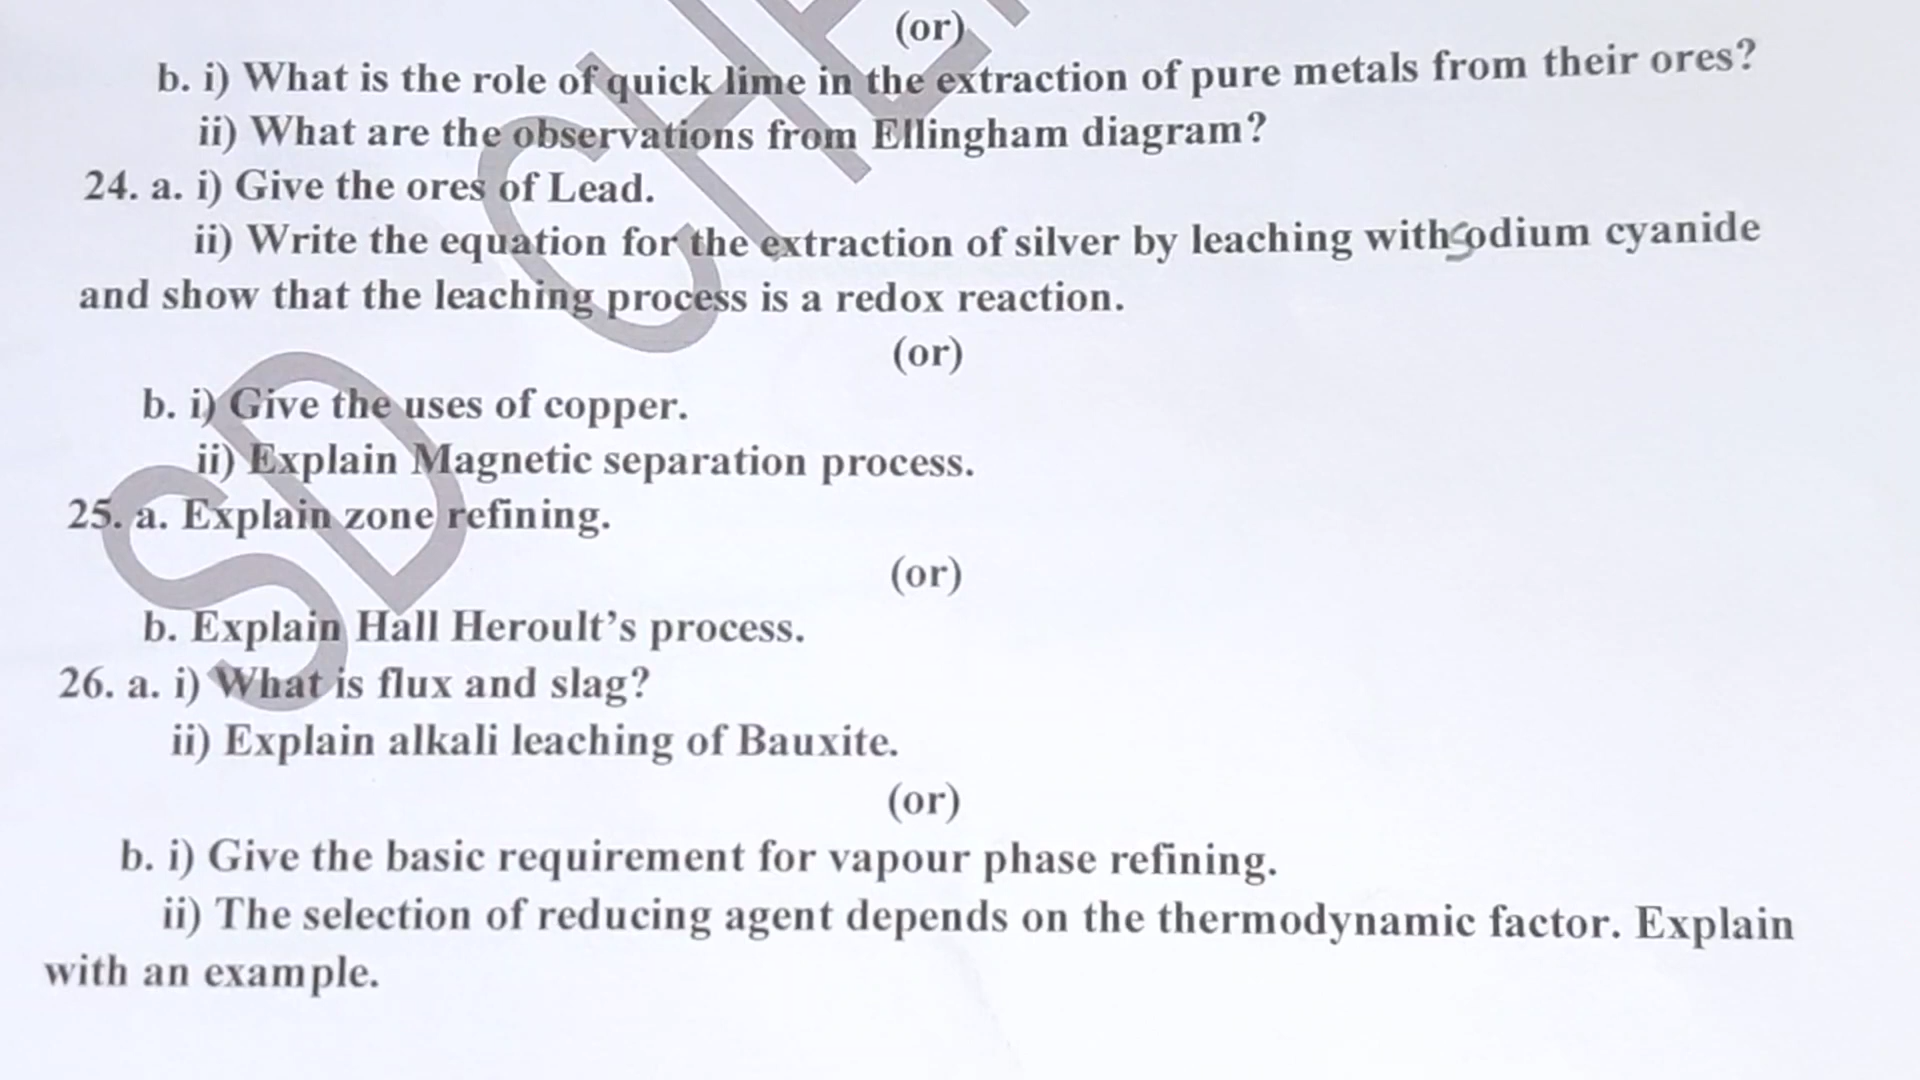 (or)
b. i) What is the role of quick lime in the extraction of pure metals from their ores?
ii) What are the observations from Ellingham diagram?
24. a. i) Give the ores of Lead.
ii) Write the equation for the extraction of silver by leaching with sodium cyanide
and show that the leaching process is a redox reaction.
(or)
b. i) Give the uses of copper.
ii) Explain Magnetic separation process.
25. a. Explain zone refining.
(or)
b. Explain Hall Heroult’s process.
26. a. i) What is flux and slag?
ii) Explain alkali leaching of Bauxite.
(or)
b. i) Give the basic requirement for vapour phase refining.
ii) The selection of reducing agent depends on the thermodynamic factor. Explain
with an example.
SD CHE